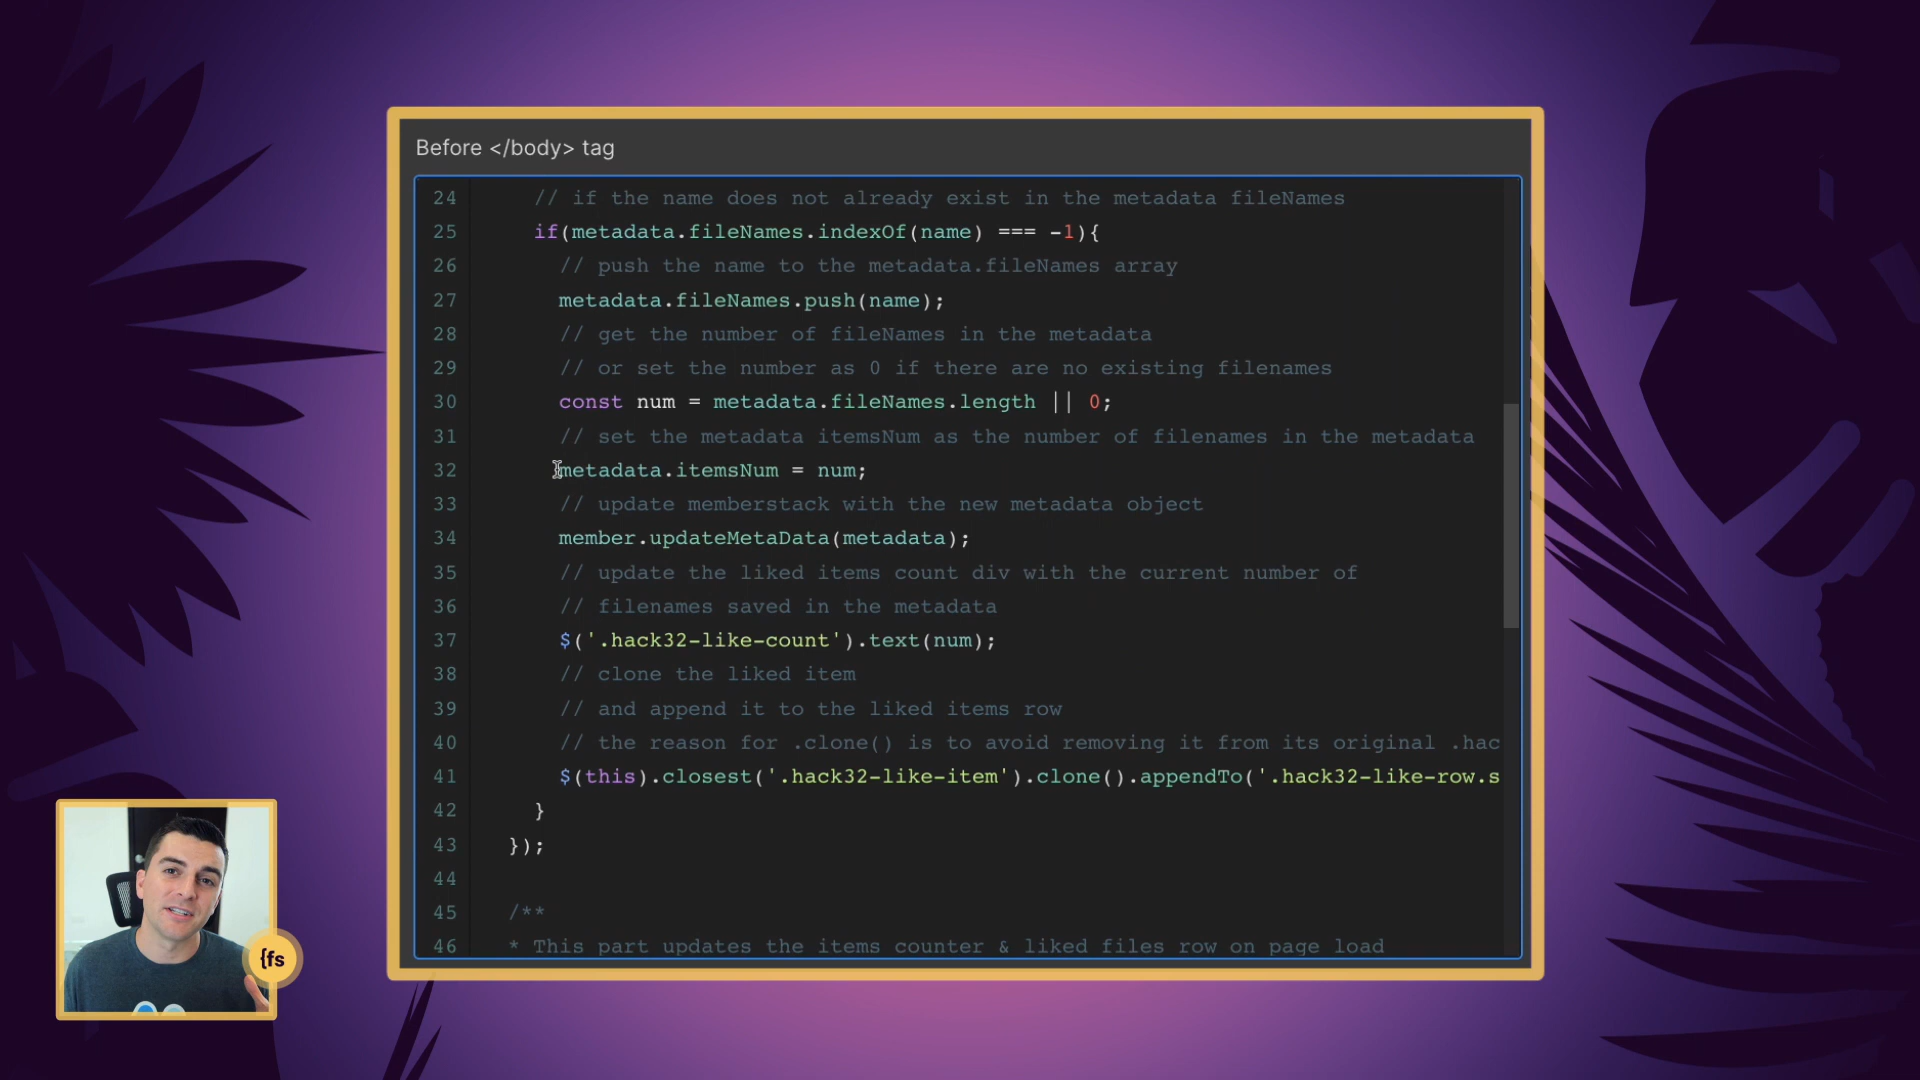 Before </body> tag
24 // if the name does not already exist in the metadata fileNames
25 if(metadata.fileNames.indexOf(name) === -1){
26 // push the name to the metadata.fileNames array
27 metadata.fileNames.push(name);
28 // get the number of fileNames in the metadata
29 // or set the number as 0 if there are no existing filenames
30 const num = metadata.fileNames.length || 0;
31 // set the metadata itemsNum as the number of filenames in the metadata
32 metadata.itemsNum = num;
33 // update memberstack with the new metadata object
34 member.updateMetaData(metadata);
35 // update the liked items count div with the current number of
36 // filenames saved in the metadata
37 $('.hack32-like-count').text(num);
38 // clone the liked item
39 // and append it to the liked items row
40 // the reason for .clone() is to avoid removing it from its original .hac
41 $(this).closest('.hack32-like-item').clone().appendTo('.hack32-like-row.s
42 }
43 });
44
45 /**
46 * This part updates the items counter & liked files row on page load
{fs